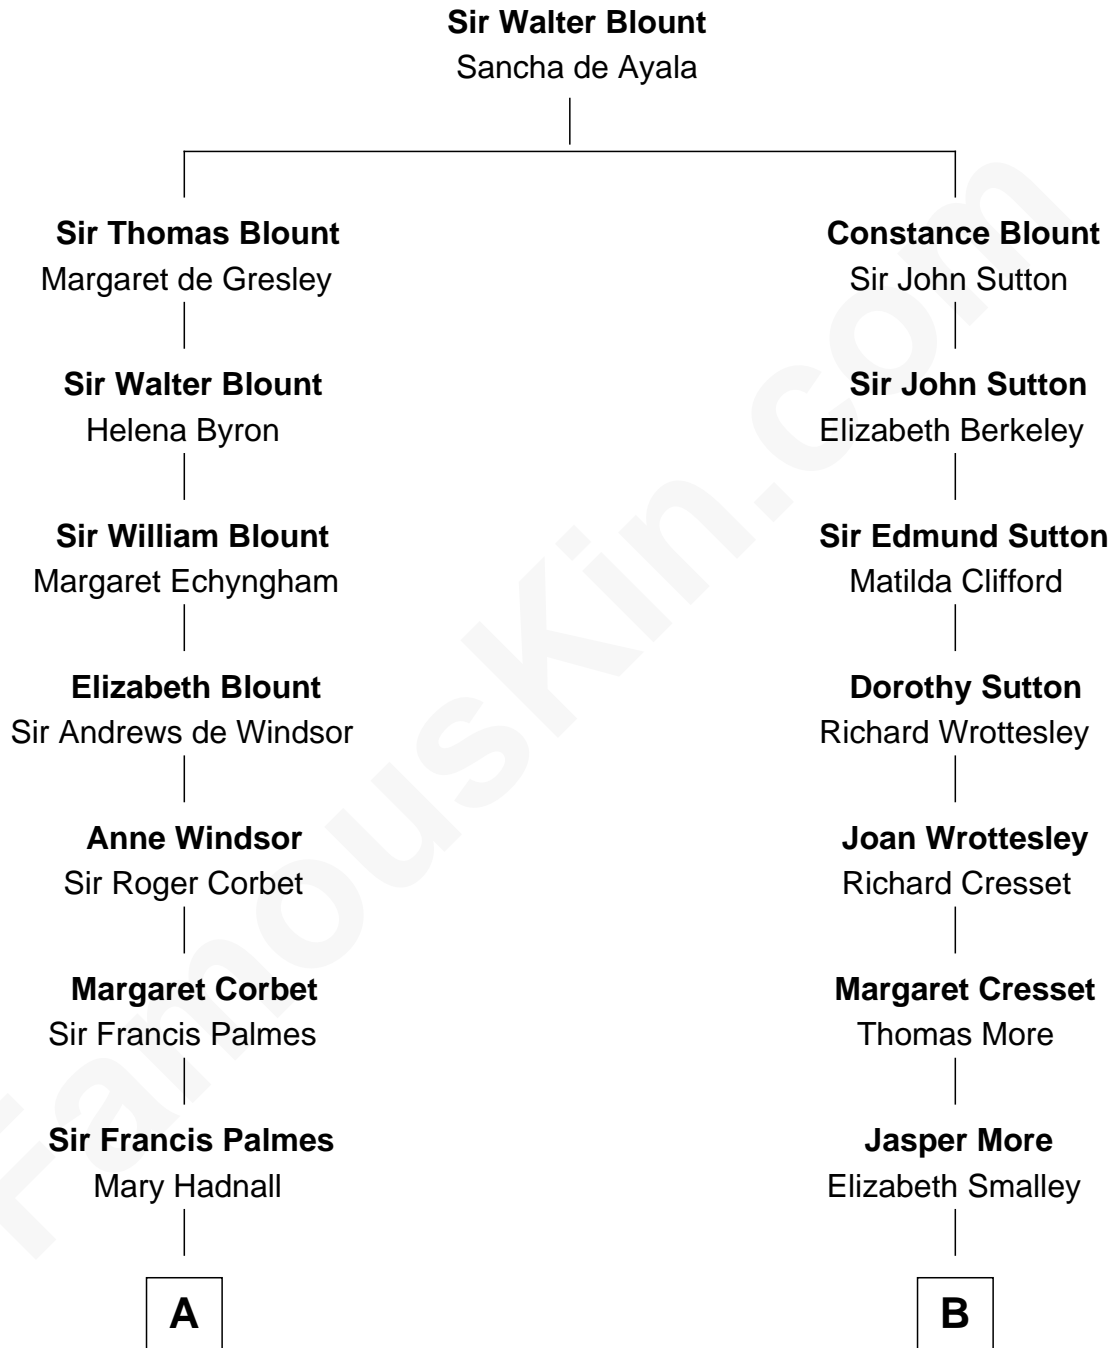 Sir Walter Blount
Sancha de Ayala
Sir Thomas Blount
Margaret de Gresley
Constance Blount
Sir John Sutton
Sir Walter Blount
Helena Byron
Sir John Sutton
Elizabeth Berkeley
Sir William Blount
Margaret Echyngham
Sir Edmund Sutton
Matilda Clifford
Elizabeth Blount
Sir Andrews de Windsor
Dorothy Sutton
Richard Wrottesley
Anne Windsor
Sir Roger Corbet
Joan Wrottesley
Richard Cresset
Margaret Corbet
Sir Francis Palmes
Margaret Cresset
Thomas More
Sir Francis Palmes
Mary Hadnall
Jasper More
Elizabeth Smalley
A
B
FamousKin.com